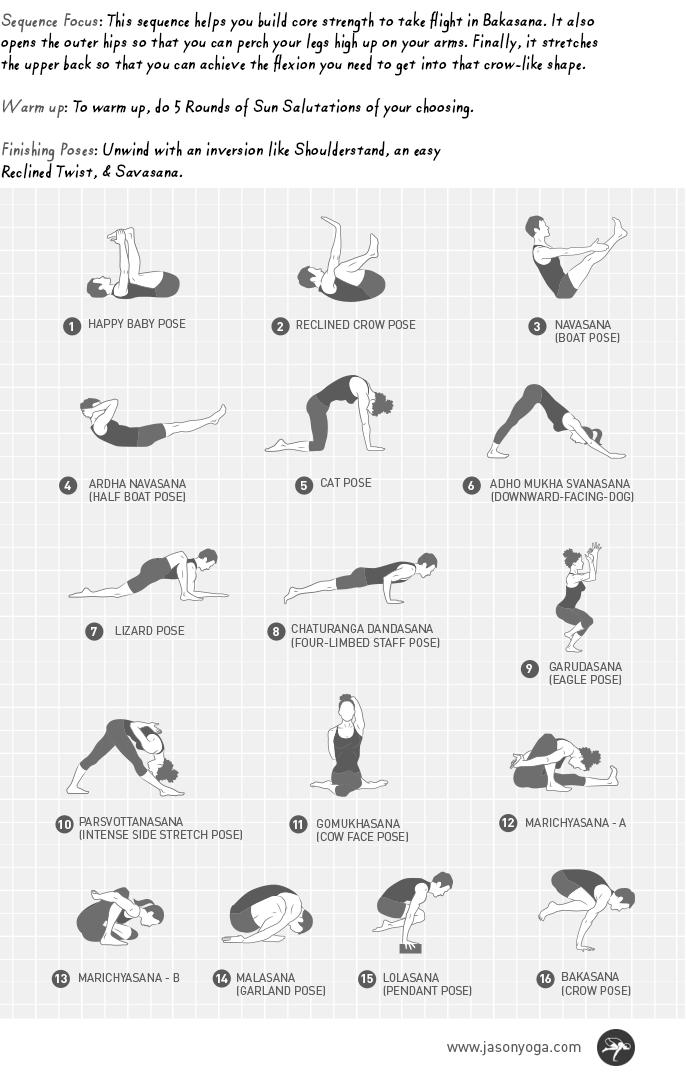 Sequence Focus: This sequence helps you build core strength to take flight in Bakasana. It also
opens the outer hips so that you can perch your legs high up on your arms. Finally, it stretches
the upper back so that you can achieve the flexion you need to get into that crow-like shape.
Warm up: To warm up, do 5 Rounds of Sun Salutations of your choosing.
Finishing Poses: Unwind with an inversion like Shoulderstand, an easy
Reclined Twist, & Savasana.
1 HAPPY BABY POSE
2 RECLINED CROW POSE
3 NAVASANA
(BOAT POSE)
4 ARDHA NAVASANA
(HALF BOAT POSE)
5 CAT POSE
6 ADHO MUKHA SVANASANA
(DOWNWARD-FACING-DOG)
7 LIZARD POSE
8 CHATURANGA DANDASANA
(FOUR-LIMBED STAFF POSE)
9 GARUDASANA
(EAGLE POSE)
10 PARSVOTTANASANA
(INTENSE SIDE STRETCH POSE)
11 GOMUKHASANA
(COW FACE POSE)
12 MARICHYASANA - A
13 MARICHYASANA - B
14 MALASANA
(GARLAND POSE)
15 LOLASANA
(PENDANT POSE)
16 BAKASANA
(CROW POSE)
www.jasonyoga.com